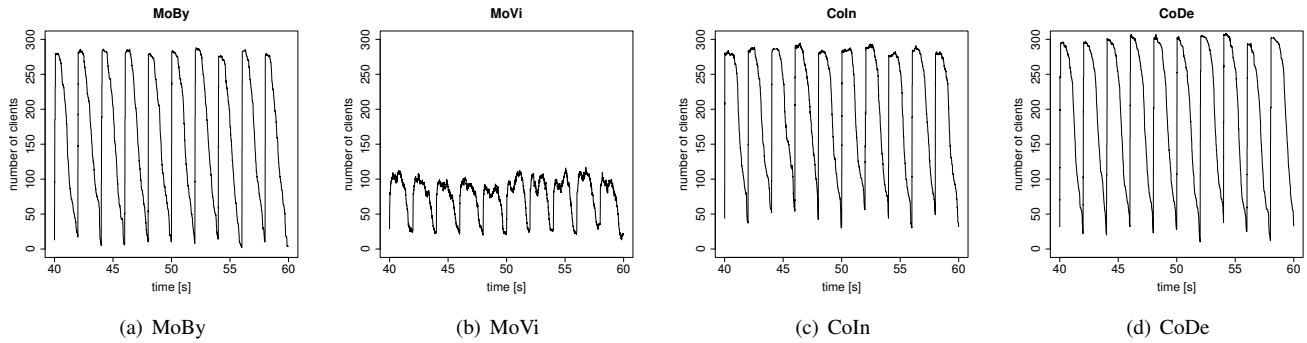 MoBy
number of clients
0 50 100 150 200 250 300
40 45 50 55 60
time [s]
(a) MoBy
MoVi
number of clients
0 50 100 150 200 250 300
40 45 50 55 60
time [s]
(b) MoVi
CoIn
number of clients
0 50 100 150 200 250 300
40 45 50 55 60
time [s]
(c) CoIn
CoDe
number of clients
0 50 100 150 200 250 300
40 45 50 55 60
time [s]
(d) CoDe